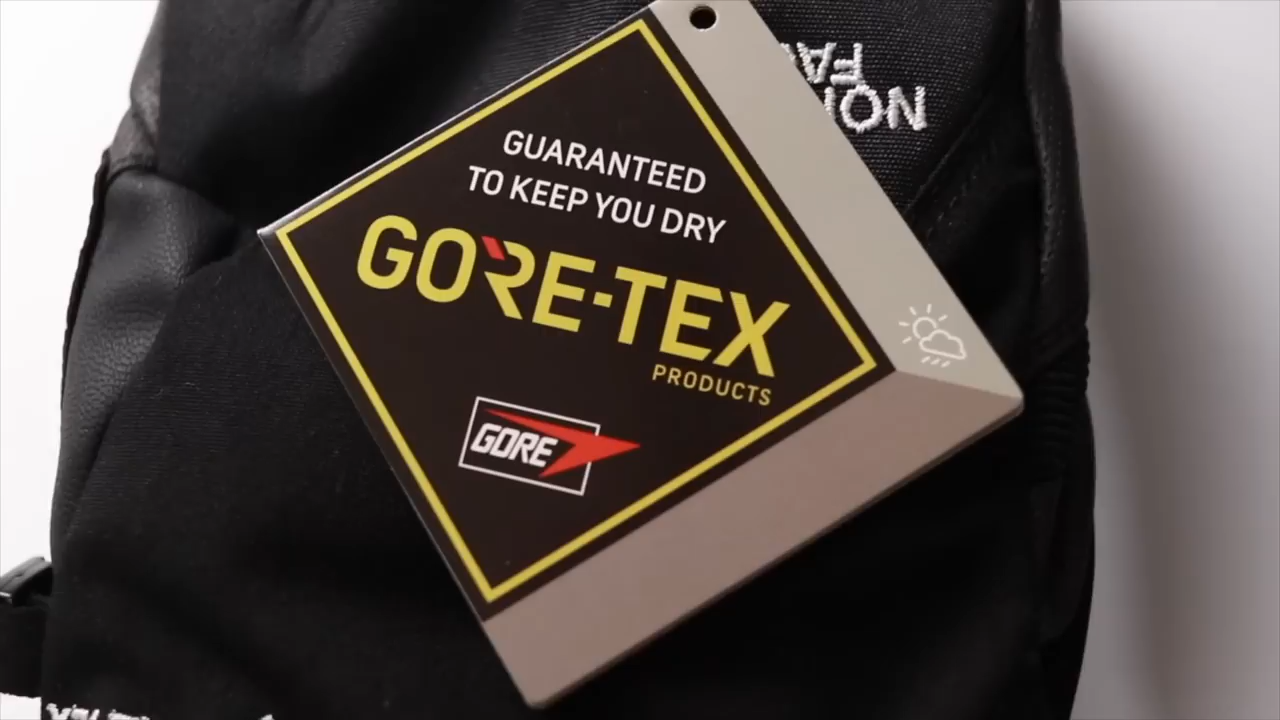 GUARANTEED
TO KEEP YOU DRY
GORE-TEX
PRODUCTS
GORE